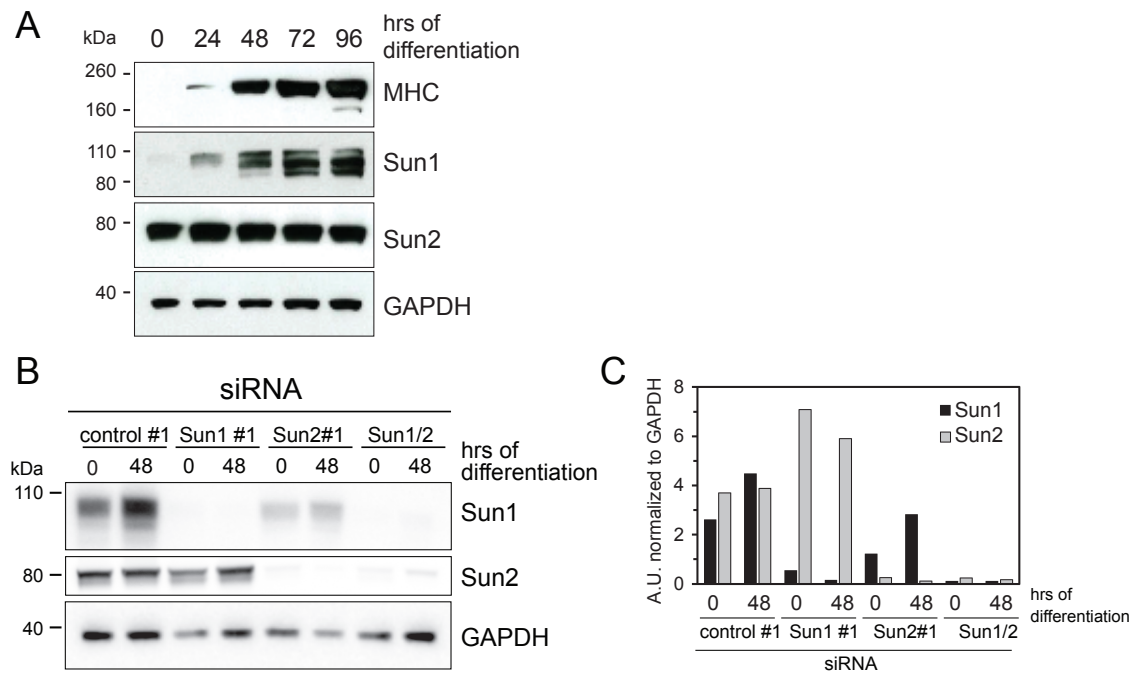 A
kDa 0 24 48 72 96 hrs of
differentiation
260
160
MHC
110
80
Sun1
80
Sun2
40
GAPDH
B
siRNA
control #1 Sun1 #1 Sun2#1 Sun1/2
kDa 0 48 0 48 0 48 0 48 hrs of
differentiation
110
Sun1
80
Sun2
40
GAPDH
C
A.U. normalized to GAPDH
8
6
4
2
0
Sun1
Sun2
0 48 0 48 0 48 0 48 hrs of
differentiation
control #1 Sun1 #1 Sun2#1 Sun1/2
siRNA